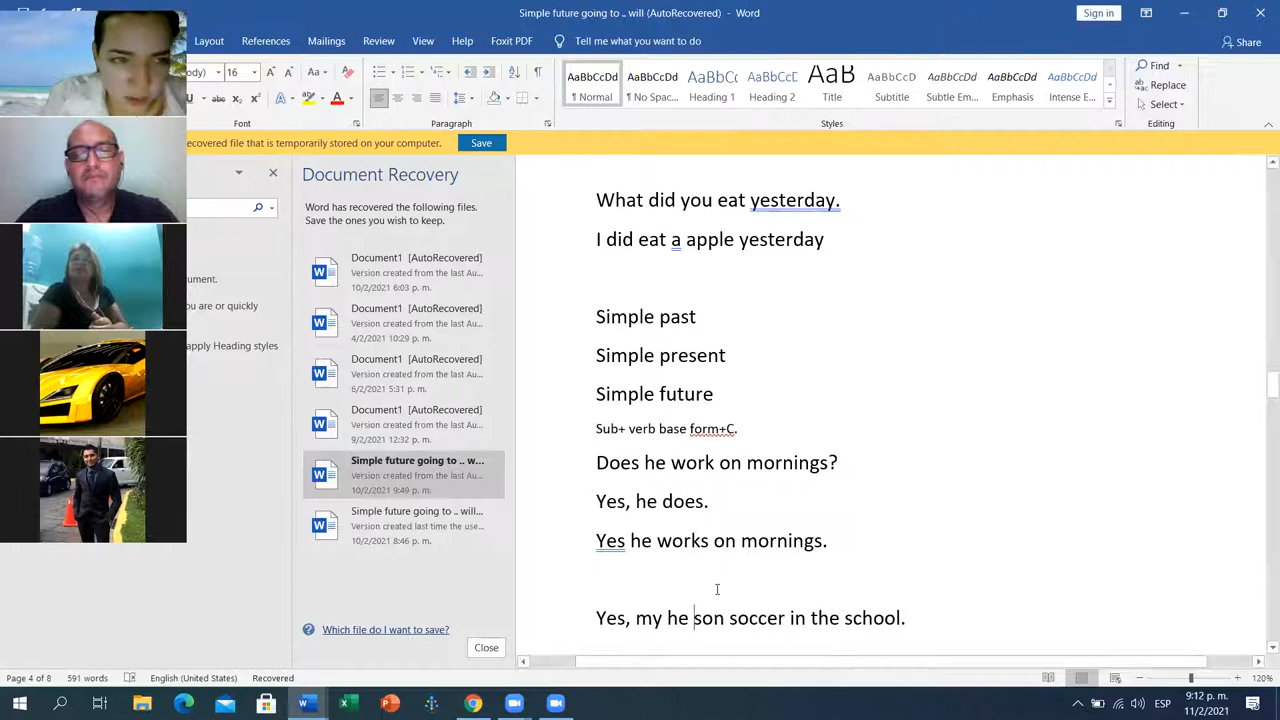 Simple future going to .. will (AutoRecovered) - Word
Sign in
Layout References Mailings Review View Help Foxit PDF Tell me what you want to do
Share
16
Font
Paragraph
AaBbCcDd AaBbCcDd AaBbC( AaBbCcC AaB AaBbCcC AaBbCcDd AaBbCcDd AaBbCcDd
¶ Normal ¶ No Spac... Heading 1 Heading 2 Title Subtitle Subtle Em... Emphasis Intense E...
Styles
Find
Replace
Select
Editing
recovered file that is temporarily stored on your computer.
Save
cument.
you are or quickly
apply Heading styles
Document Recovery
Word has recovered the following files.
Save the ones you wish to keep.
Document1 [AutoRecovered]
Version created from the last Au...
10/2/2021 6:03 p. m.
Document1 [AutoRecovered]
Version created from the last Au...
4/2/2021 10:29 p. m.
Document1 [AutoRecovered]
Version created from the last Au...
6/2/2021 5:31 p. m.
Document1 [AutoRecovered]
Version created from the last Au...
9/2/2021 12:32 p. m.
Simple future going to .. w...
Version created from the last Au...
10/2/2021 9:49 p. m.
Simple future going to .. will...
Version created last time the use...
10/2/2021 8:46 p. m.
Which file do I want to save?
Close
What did you eat yesterday.
I did eat a apple yesterday
Simple past
Simple present
Simple future
Sub+ verb base form+C.
Does he work on mornings?
Yes, he does.
Yes he works on mornings.
Yes, my he son soccer in the school.
Page 4 of 8 591 words English (United States) Recovered
120%
ESP
9:12 p. m.
11/2/2021